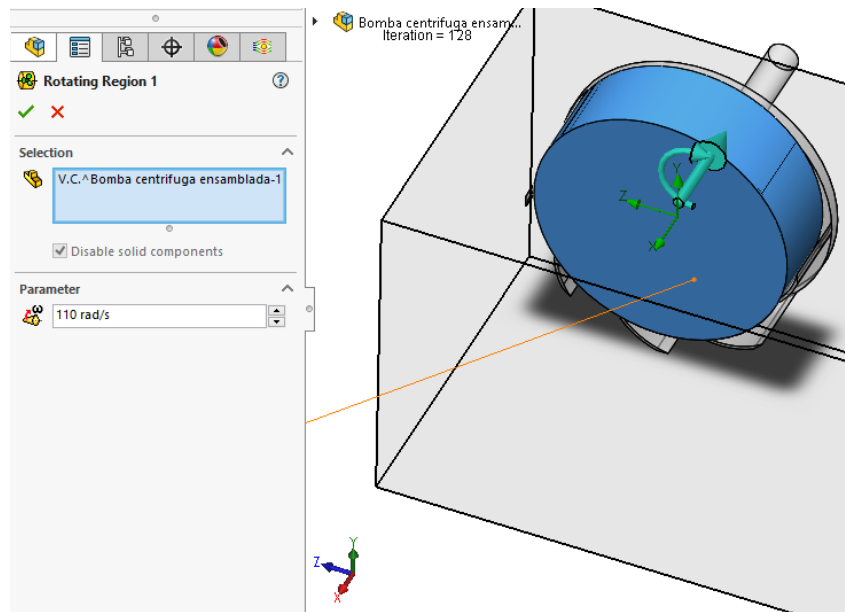 Rotating Region 1
Selection
V.C.^Bomba centrifuga ensamblada-1
Disable solid components
Parameter
ω
110 rad/s
Bomba centrifuga ensam...
Iteration = 128
Y
Z
X
Y
Z
X